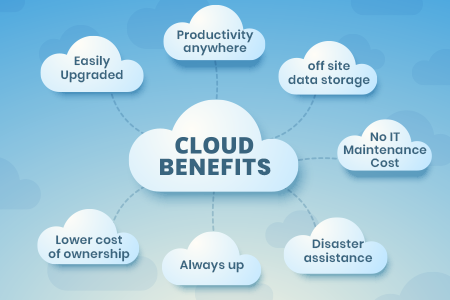 Productivity
anywhere
Easily
Upgraded
off site
data storage
No IT
Maintenance
Cost
CLOUD
BENEFITS
Lower cost
of ownership
Always up
Disaster
assistance